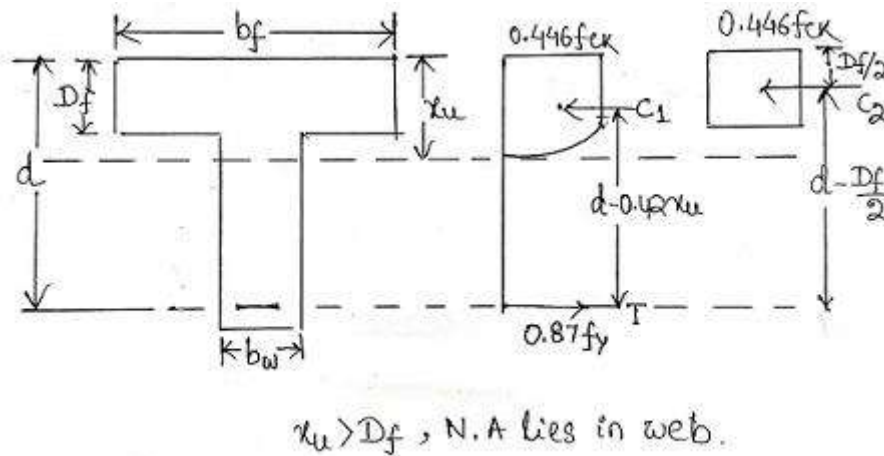 bf
0.446fck
0.446fck
Df
xu
Df/2
C1
C2
d
d-0.42xu
d-Df/2
T
0.87fy
bw
xu>Df, N.A lies in web.